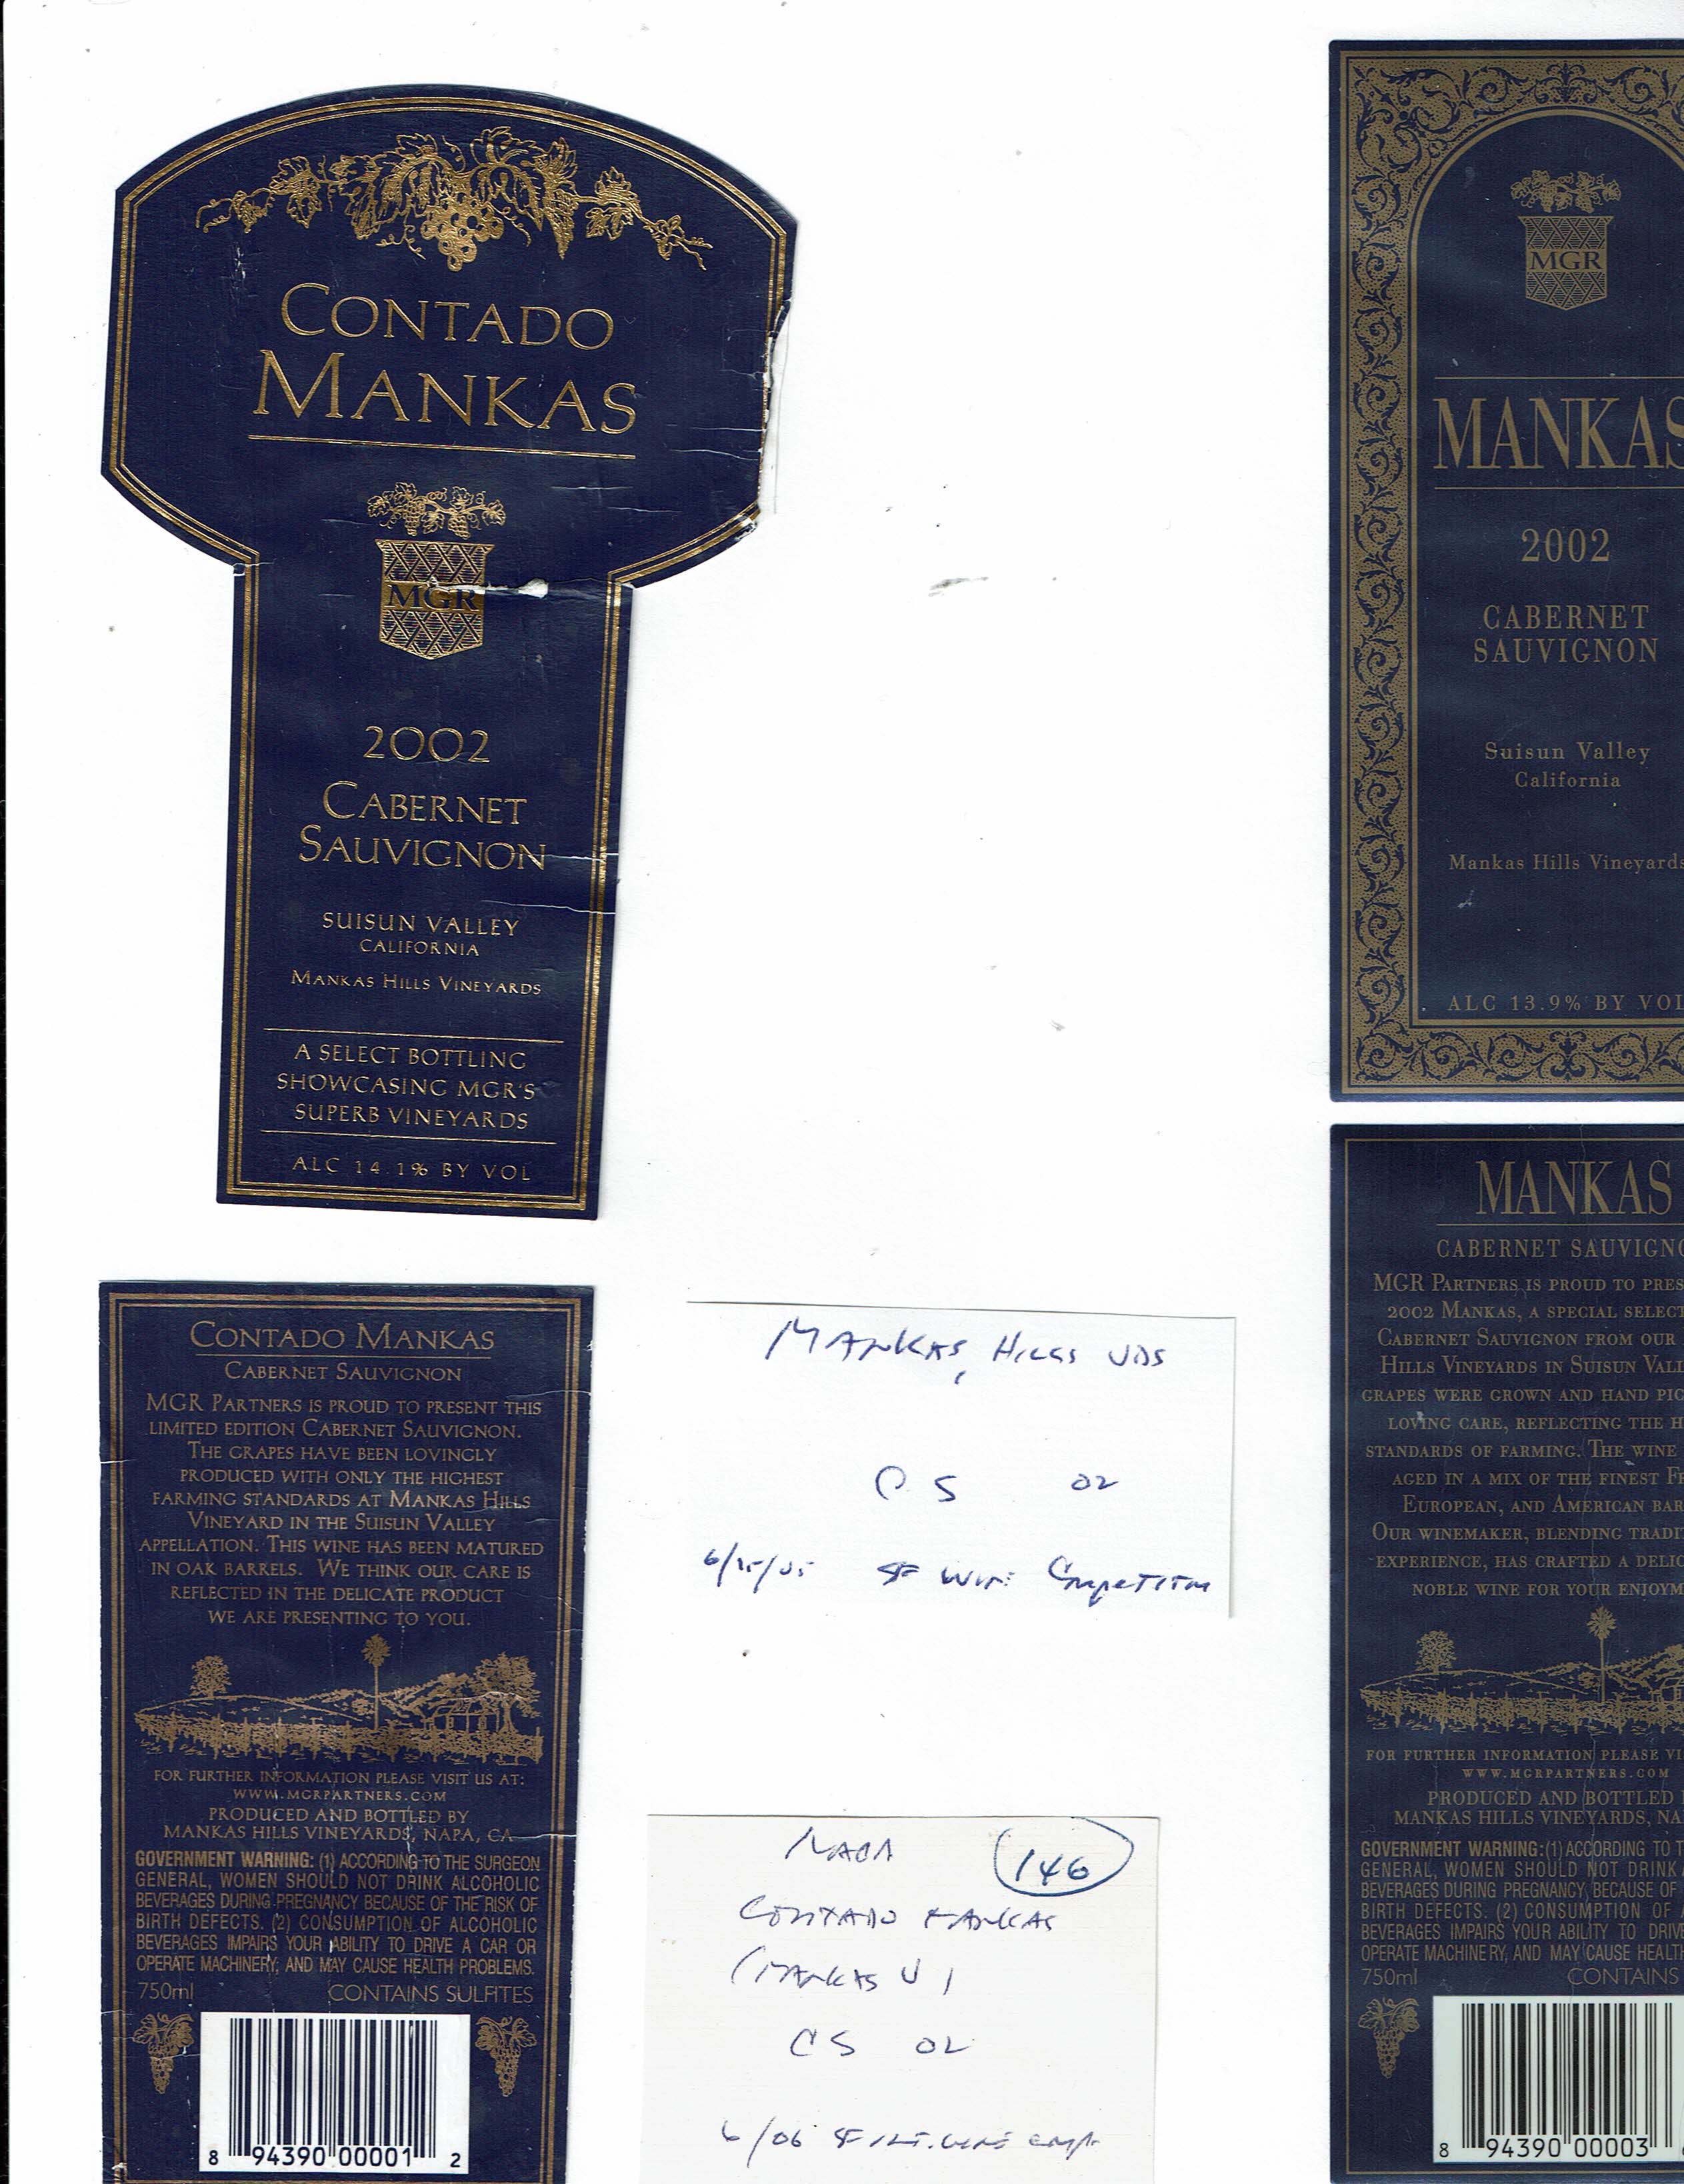 CONTADO
MANKAS
MGR
2002
CABERNET
SAUVIGNON
SUISUN VALLEY
CALIFORNIA
MANKAS HILLS VINEYARDS
A SELECT BOTTLING
SHOWCASING MGR'S
SUPERB VINEYARDS
ALC 14.1% BY VOL
CONTADO MANKAS
CABERNET SAUVIGNON
MGR PARTNERS IS PROUD TO PRESENT THIS
LIMITED EDITION CABERNET SAUVIGNON.
THE GRAPES HAVE BEEN LOVINGLY
PRODUCED WITH ONLY THE HIGHEST
FARMING STANDARDS AT MANKAS HILLS
VINEYARD IN THE SUISUN VALLEY
APPELLATION. THIS WINE HAS BEEN MATURED
IN OAK BARRELS. WE THINK OUR CARE IS
REFLECTED IN THE DELICATE PRODUCT
WE ARE PRESENTING TO YOU.
FOR FURTHER INFORMATION PLEASE VISIT US AT:
WWW.MGRPARTNERS.COM
PRODUCED AND BOTTLED BY
MANKAS HILLS VINEYARDS, NAPA, CA
GOVERNMENT WARNING: (1) ACCORDING TO THE SURGEON
GENERAL, WOMEN SHOULD NOT DRINK ALCOHOLIC
BEVERAGES DURING PREGNANCY BECAUSE OF THE RISK OF
BIRTH DEFECTS. (2) CONSUMPTION OF ALCOHOLIC
BEVERAGES IMPAIRS YOUR ABILITY TO DRIVE A CAR OR
OPERATE MACHINERY, AND MAY CAUSE HEALTH PROBLEMS.
750ml CONTAINS SULFITES
8 94390 00001 2
MANKAS HILLS VDS
CS 02
6/15/05 SF WINE COMPETITION
NAPA 146
CONTADO MANKAS
(MANKAS V)
CS 02
6/06 SF INT. WINE COMP
MGR
MANKAS
2002
CABERNET
SAUVIGNON
Suisun Valley
California
Mankas Hills Vineyards
ALC 13.9% BY VOL
MANKAS
CABERNET SAUVIGNO
MGR PARTNERS IS PROUD TO PRES
2002 MANKAS, A SPECIAL SELECT
CABERNET SAUVIGNON FROM OUR
HILLS VINEYARDS IN SUISUN VALL
GRAPES WERE GROWN AND HAND PIC
LOVING CARE, REFLECTING THE H
STANDARDS OF FARMING. THE WINE
AGED IN A MIX OF THE FINEST FR
EUROPEAN, AND AMERICAN BAR
OUR WINEMAKER, BLENDING TRADIT
EXPERIENCE, HAS CRAFTED A DELIC
NOBLE WINE FOR YOUR ENJOYM
FOR FURTHER INFORMATION PLEASE VI
WWW.MGRPARTNERS.COM
PRODUCED AND BOTTLED
MANKAS HILLS VINEYARDS, NA
GOVERNMENT WARNING: (1) ACCORDING TO T
GENERAL, WOMEN SHOULD NOT DRINK
BEVERAGES DURING PREGNANCY BECAUSE OF
BIRTH DEFECTS. (2) CONSUMPTION OF
BEVERAGES IMPAIRS YOUR ABILITY TO DRIVE
OPERATE MACHINERY, AND MAY CAUSE HEALTH
750ml CONTAINS
8 94390 00003